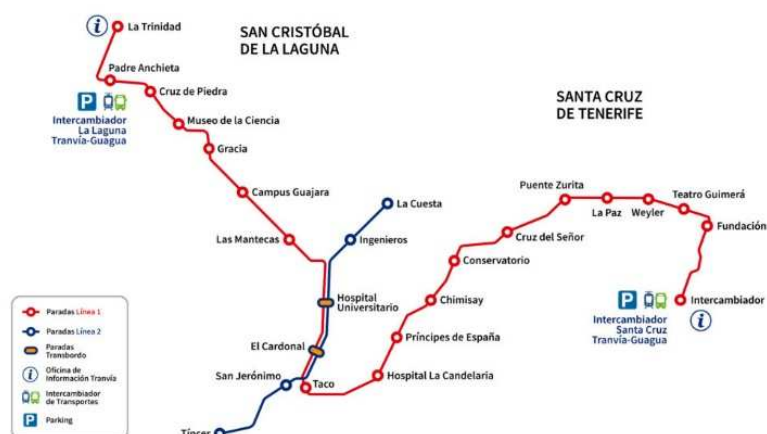 La Trinidad
SAN CRISTÓBAL
DE LA LAGUNA
Padre Anchieta
Cruz de Piedra
P
Intercambiador
La Laguna
Tranvía-Guagua
Museo de la Ciencia
Gracia
Campus Guajara
Las Mantecas
La Cuesta
Ingenieros
Hospital
Universitario
El Cardonal
San Jerónimo
Tíncer
Taco
Hospital La Candelaria
Príncipes de España
Chimisay
Conservatorio
Cruz del Señor
SANTA CRUZ
DE TENERIFE
Puente Zurita
La Paz
Weyler
Teatro Guimerá
Fundación
Intercambiador
P
Intercambiador
Santa Cruz
Tranvía-Guagua
i
Paradas Línea 1
Paradas Línea 2
Paradas
Transbordo
i
Oficina de
Información Tranvía
Intercambiador
de Transportes
P
Parking
i